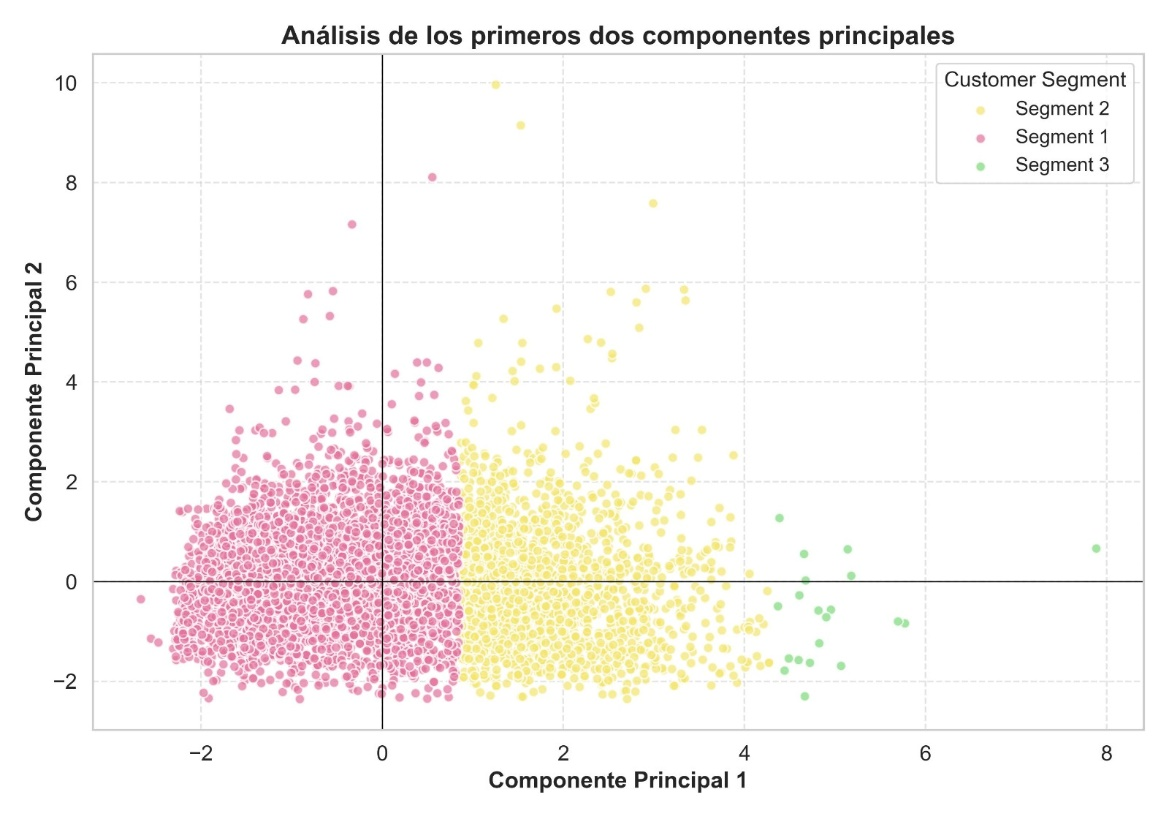 Análisis de los primeros dos componentes principales
Customer Segment
Segment 2
Segment 1
Segment 3
Componente Principal 2
10
8
6
4
2
0
−2
−2
0
2
4
6
8
Componente Principal 1